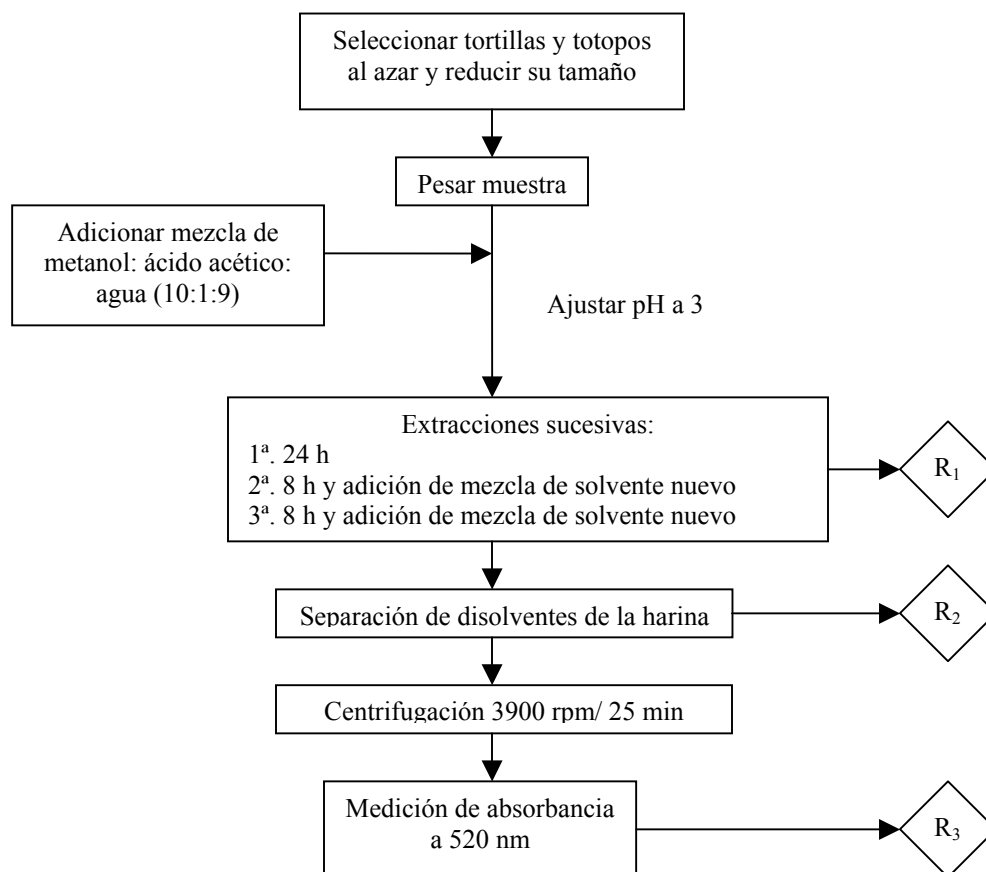 Seleccionar tortillas y totopos
al azar y reducir su tamaño
Pesar muestra
Adicionar mezcla de
metanol: ácido acético:
agua (10:1:9)
Ajustar pH a 3
Extracciones sucesivas:
1ª. 24 h
2ª. 8 h y adición de mezcla de solvente nuevo
3ª. 8 h y adición de mezcla de solvente nuevo
R₁
Separación de disolventes de la harina
R₂
Centrifugación 3900 rpm/ 25 min
Medición de absorbancia
a 520 nm
R₃